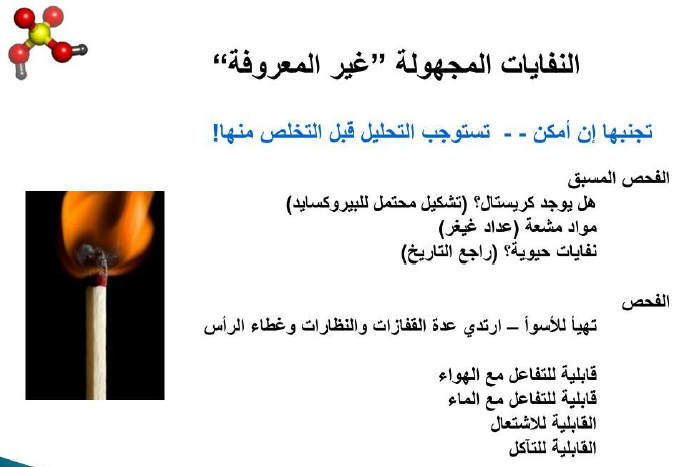 النفايات المجهولة ”غير المعروفة“
تجنبها إن أمكن - - تستوجب التحليل قبل التخلص منها!
الفحص المسبق
هل يوجد كريستال؟ (تشكيل محتمل للبيروكسايد)
مواد مشعة (عداد غيغر)
نفايات حيوية؟ (راجع التاريخ)
الفحص
تهيأ للأسوأ – ارتدي عدة القفازات والنظارات وغطاء الرأس
قابلية للتفاعل مع الهواء
قابلية للتفاعل مع الماء
القابلية للاشتعال
القابلية للتآكل